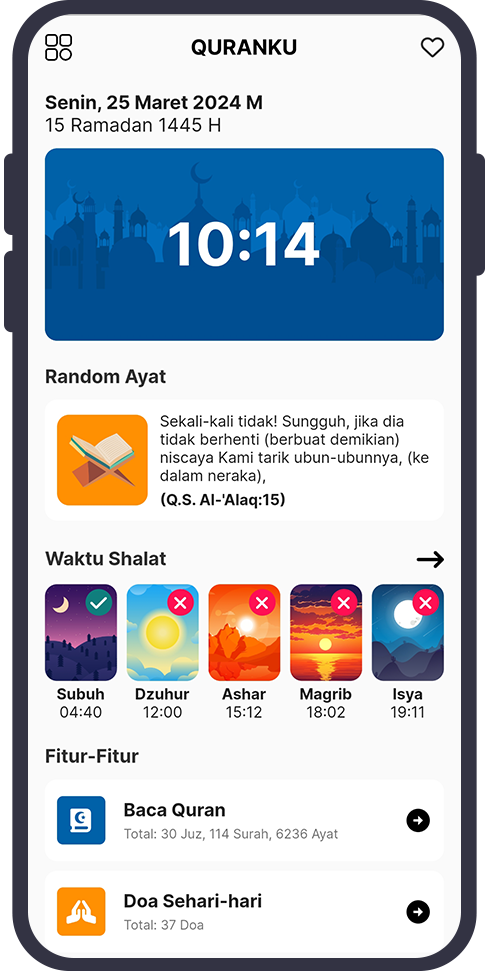 QURANKU
Senin, 25 Maret 2024 M
15 Ramadan 1445 H
10:14
Random Ayat
Sekali-kali tidak! Sungguh, jika dia
tidak berhenti (berbuat demikian)
niscaya Kami tarik ubun-ubunnya, (ke
dalam neraka),
(Q.S. Al-'Alaq:15)
Waktu Shalat
Subuh
04:40
Dzuhur
12:00
Ashar
15:12
Magrib
18:02
Isya
19:11
Fitur-Fitur
Baca Quran
Total: 30 Juz, 114 Surah, 6236 Ayat
Doa Sehari-hari
Total: 37 Doa